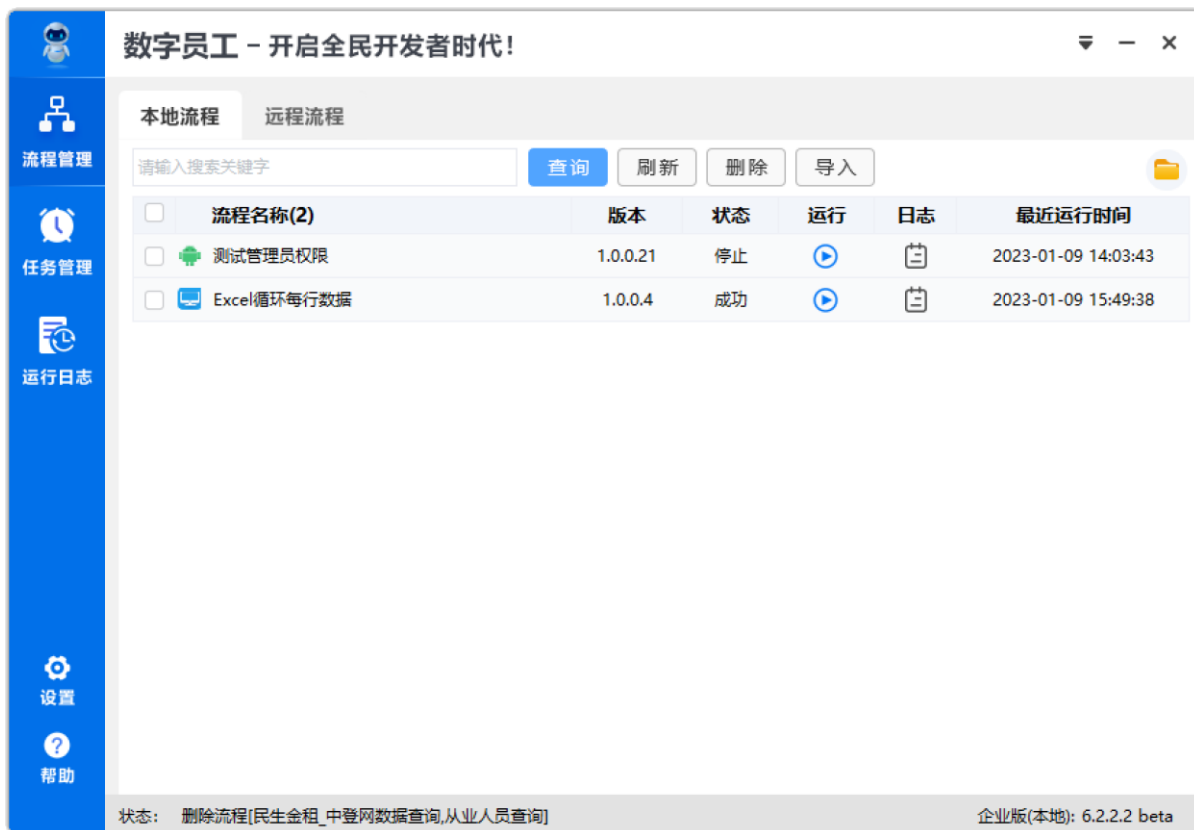 数字员工 – 开启全民开发者时代！
流程管理
任务管理
运行日志
设置
帮助
本地流程 远程流程
请输入搜索关键字 查询 刷新 删除 导入
流程名称(2) 版本 状态 运行 日志 最近运行时间
测试管理员权限 1.0.0.21 停止 2023-01-09 14:03:43
Excel循环每行数据 1.0.0.4 成功 2023-01-09 15:49:38
状态： 删除流程[民生金租_中登网数据查询,从业人员查询] 企业版(本地): 6.2.2.2 beta